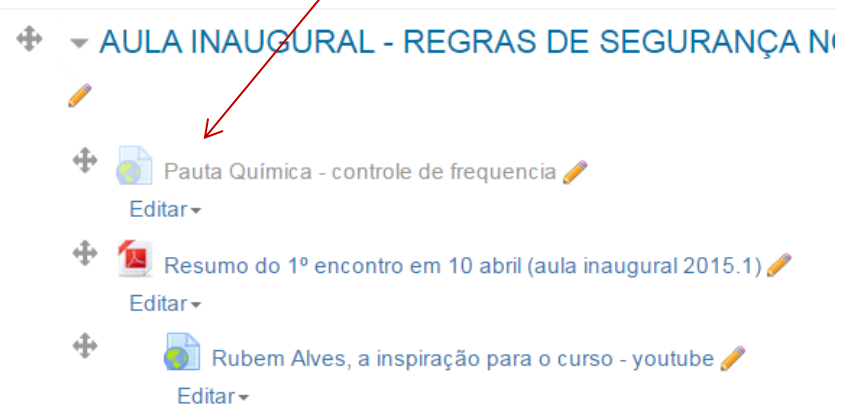 AULA INAUGURAL - REGRAS DE SEGURANÇA
Pauta Química - controle de frequencia
Editar
Resumo do 1º encontro em 10 abril (aula inaugural 2015.1)
Editar
Rubem Alves, a inspiração para o curso - youtube
Editar